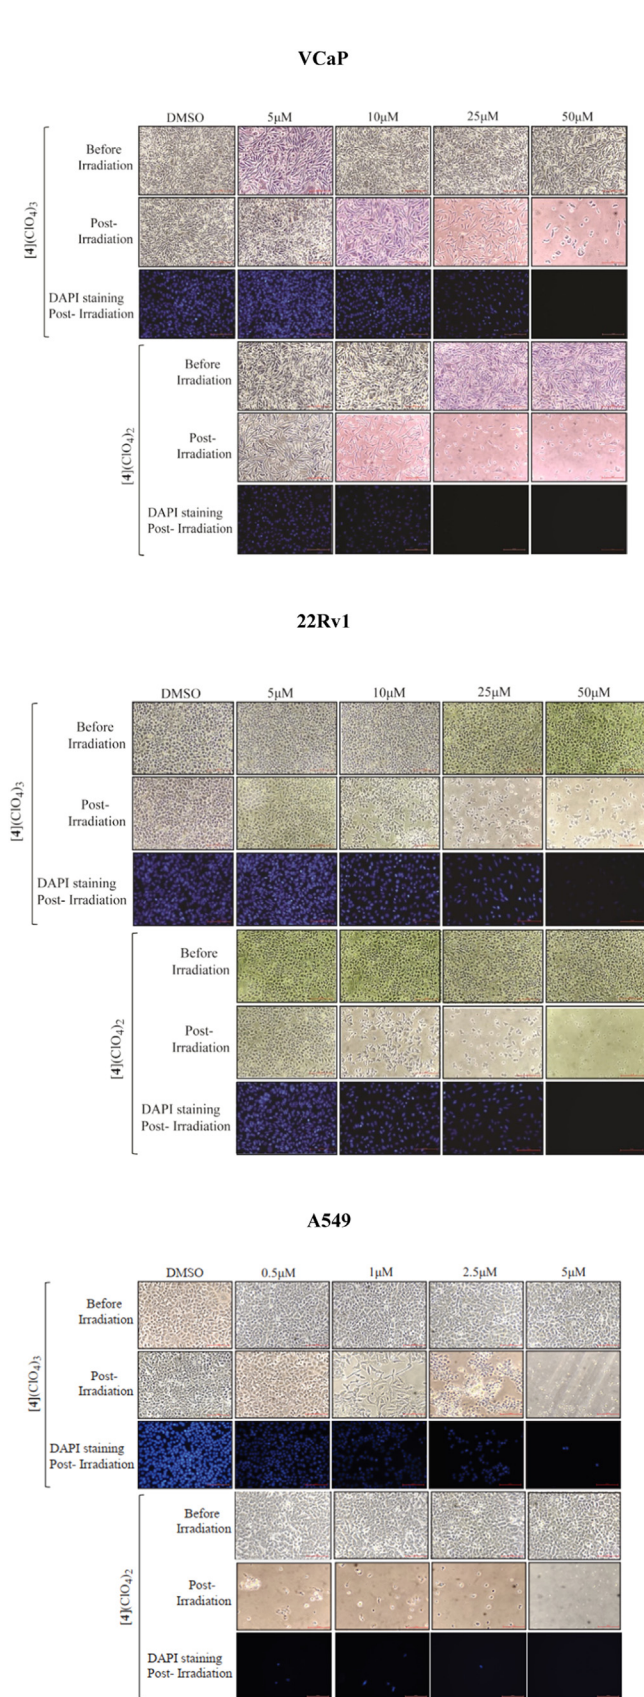 VCaP
DMSO 5μM 10μM 25μM 50μM
[4](ClO4)3
Before
Irradiation
Post-
Irradiation
DAPI staining
Post- Irradiation
[4](ClO4)2
Before
Irradiation
Post-
Irradiation
DAPI staining
Post- Irradiation
22Rv1
DMSO 5μM 10μM 25μM 50μM
[4](ClO4)3
Before
Irradiation
Post-
Irradiation
DAPI staining
Post- Irradiation
[4](ClO4)2
Before
Irradiation
Post-
Irradiation
DAPI staining
Post- Irradiation
A549
DMSO 0.5μM 1μM 2.5μM 5μM
[4](ClO4)3
Before
Irradiation
Post-
Irradiation
DAPI staining
Post- Irradiation
[4](ClO4)2
Before
Irradiation
Post-
Irradiation
DAPI staining
Post- Irradiation